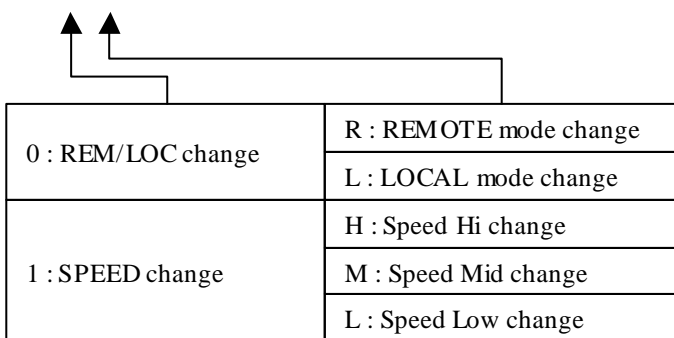 0 : REM/LOC change
R : REMOTE mode change
L : LOCAL mode change
1 : SPEED change
H : Speed Hi change
M : Speed Mid change
L : Speed Low change